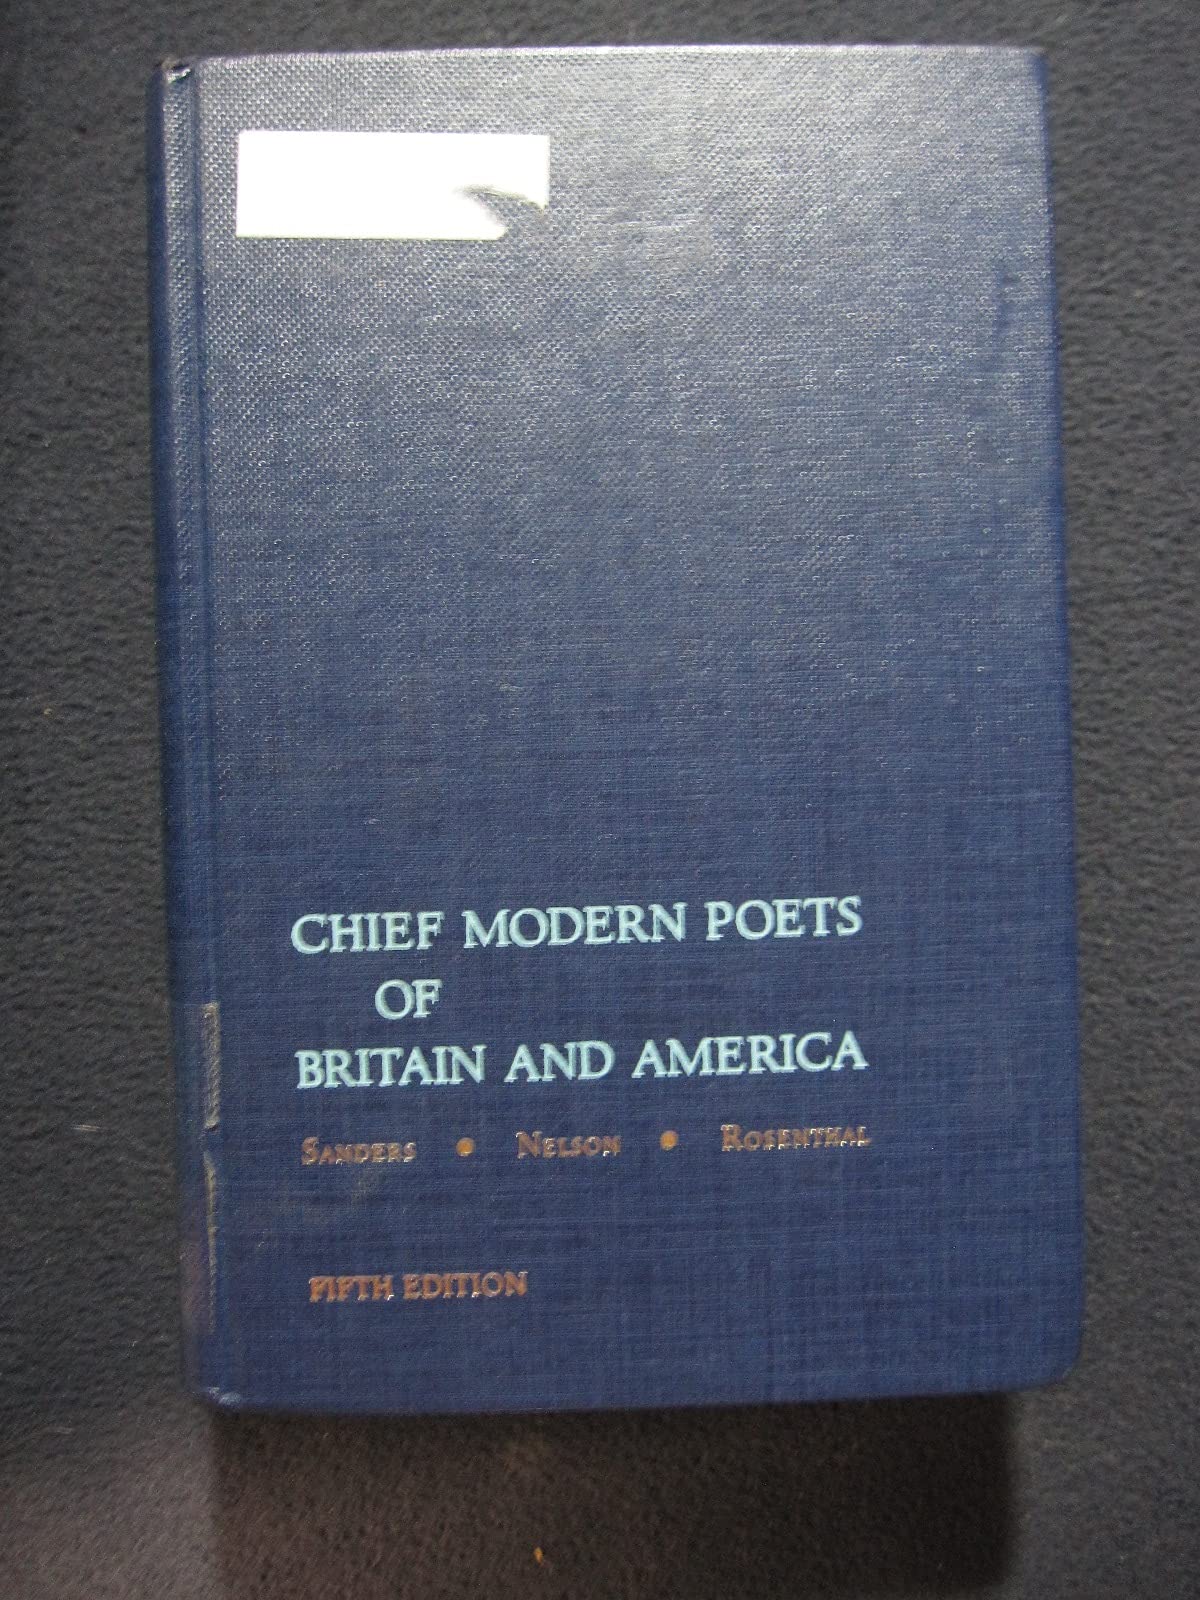 CHIEF MODERN POETS
OF
BRITAIN AND AMERICA
SANDERS • NELSON • ROSENTHAL
FIFTH EDITION